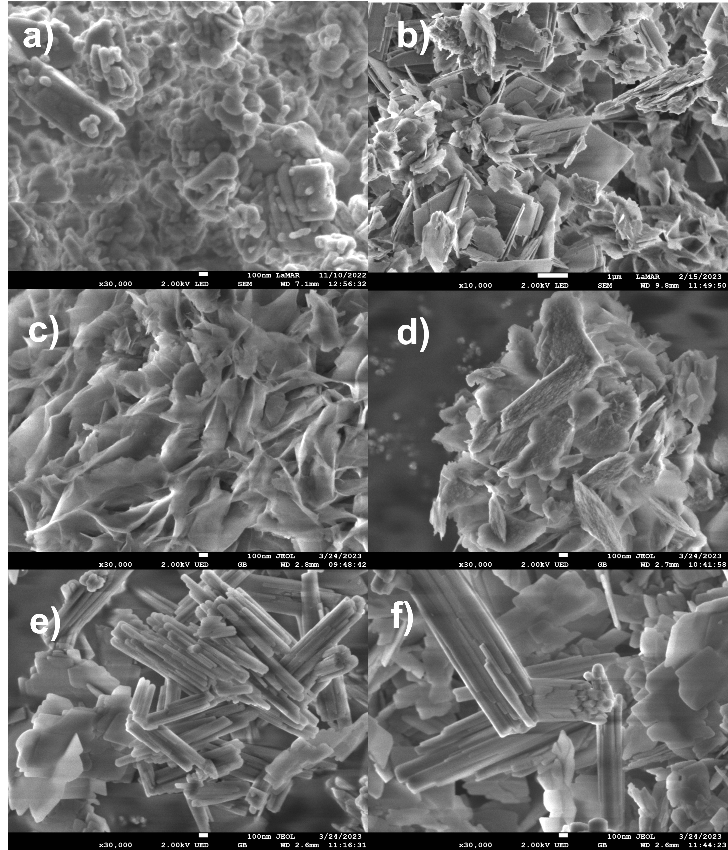 a)
b)
100nm LaMAR 11/10/2022
x30,000 2.00kV LED SEM WD 7.1mm 12:56:32
1µm LaMAR 2/15/2023
x10,000 2.00kV LED SEM WD 9.8mm 11:49:50
c)
d)
100nm JEOL 3/24/2023
x30,000 2.00kV UED GB WD 2.8mm 09:48:42
100nm JEOL 3/24/2023
x30,000 2.00kV UED GB WD 2.7mm 10:41:58
e)
f)
100nm JEOL 3/24/2023
x30,000 2.00kV UED GB WD 2.6mm 11:16:31
100nm JEOL 3/24/2023
x30,000 2.00kV UED GB WD 2.6mm 11:44:24